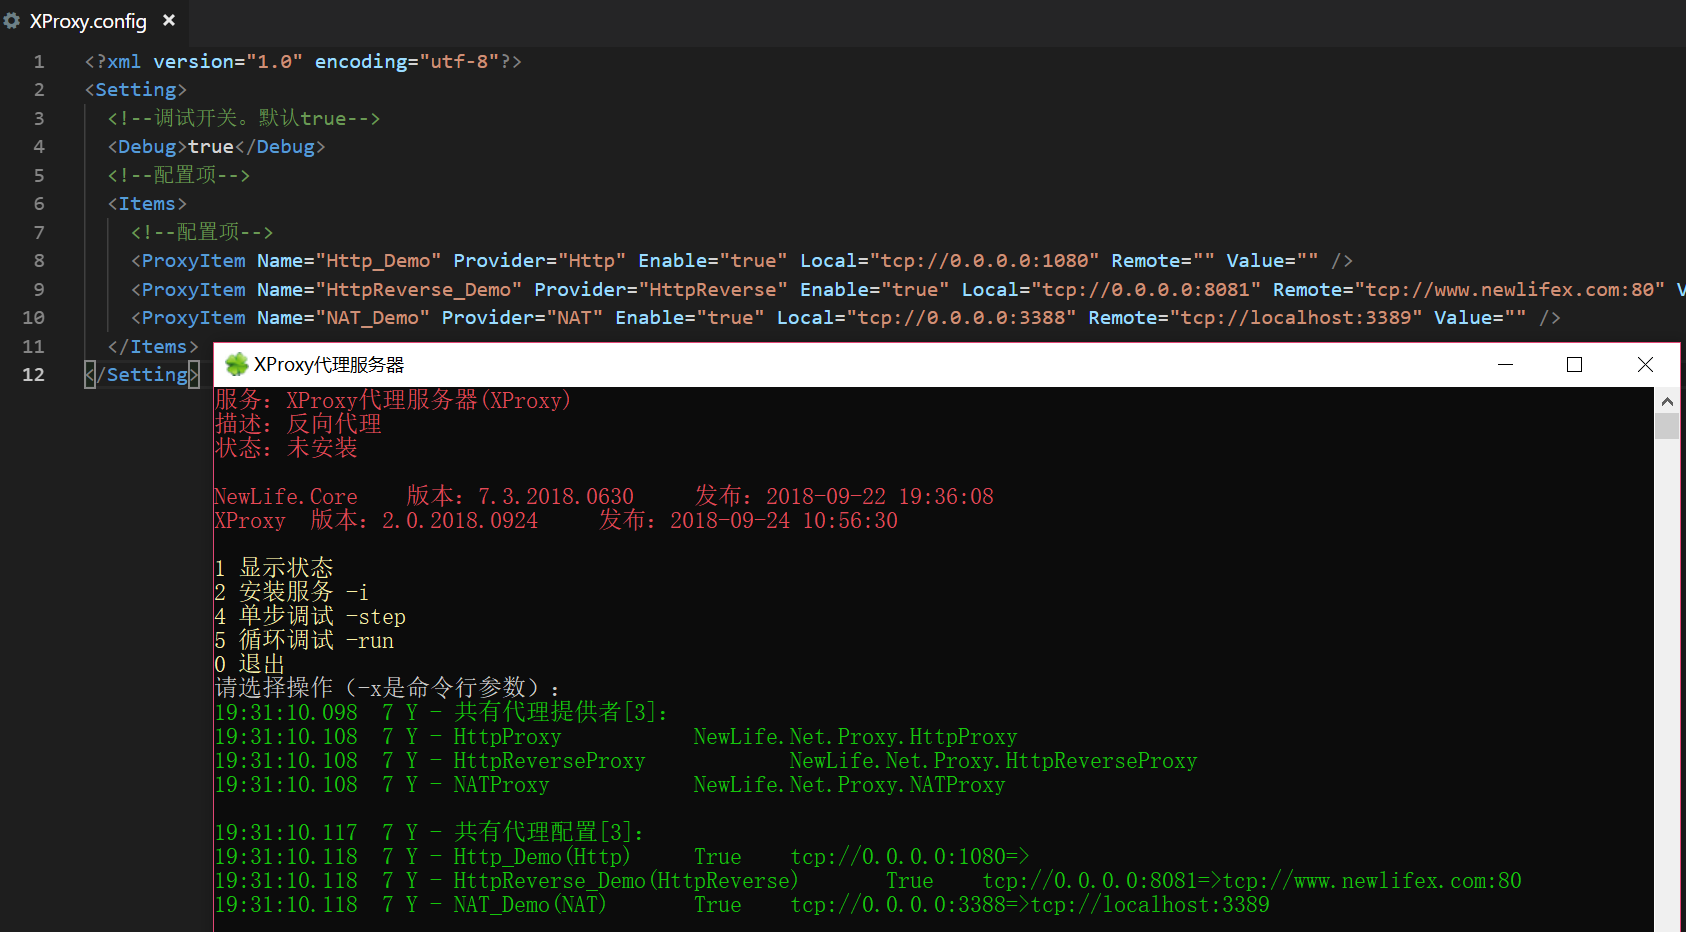 XProxy.config ×
1 <?xml version="1.0" encoding="utf-8"?>
2 <Setting>
3 <!--调试开关。默认true-->
4 <Debug>true</Debug>
5 <!--配置项-->
6 <Items>
7 <!--配置项-->
8 <ProxyItem Name="Http_Demo" Provider="Http" Enable="true" Local="tcp://0.0.0.0:1080" Remote="" Value="" />
9 <ProxyItem Name="HttpReverse_Demo" Provider="HttpReverse" Enable="true" Local="tcp://0.0.0.0:8081" Remote="tcp://www.newlifex.com:80"
10 <ProxyItem Name="NAT_Demo" Provider="NAT" Enable="true" Local="tcp://0.0.0.0:3388" Remote="tcp://localhost:3389" Value="" />
11 </Items>
12 </Setting>
XProxy代理服务器
服务：XProxy代理服务器(XProxy)
描述：反向代理
状态：未安装
NewLife.Core 版本：7.3.2018.0630 发布：2018-09-22 19:36:08
XProxy 版本：2.0.2018.0924 发布：2018-09-24 10:56:30
1 显示状态
2 安装服务 -i
4 单步调试 -step
5 循环调试 -run
0 退出
请选择操作（-x是命令行参数）：
19:31:10.098 7 Y - 共有代理提供者[3]：
19:31:10.108 7 Y - HttpProxy NewLife.Net.Proxy.HttpProxy
19:31:10.108 7 Y - HttpReverseProxy NewLife.Net.Proxy.HttpReverseProxy
19:31:10.108 7 Y - NATProxy NewLife.Net.Proxy.NATProxy
19:31:10.117 7 Y - 共有代理配置[3]：
19:31:10.118 7 Y - Http_Demo(Http) True tcp://0.0.0.0:1080=>
19:31:10.118 7 Y - HttpReverse_Demo(HttpReverse) True tcp://0.0.0.0:8081=>tcp://www.newlifex.com:80
19:31:10.118 7 Y - NAT_Demo(NAT) True tcp://0.0.0.0:3388=>tcp://localhost:3389